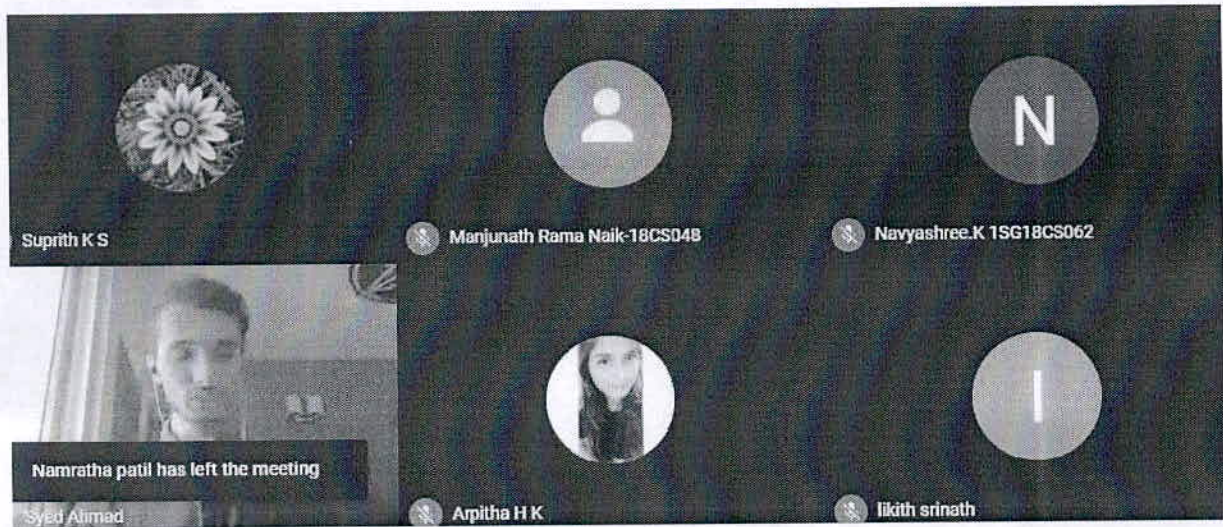 N
Suprith K S
Manjunath Rama Naik-18CS048
Navyashree.K 1SG18CS062
Namratha patil has left the meeting
Syed Ahmad
l
Arpitha H K
likith srinath